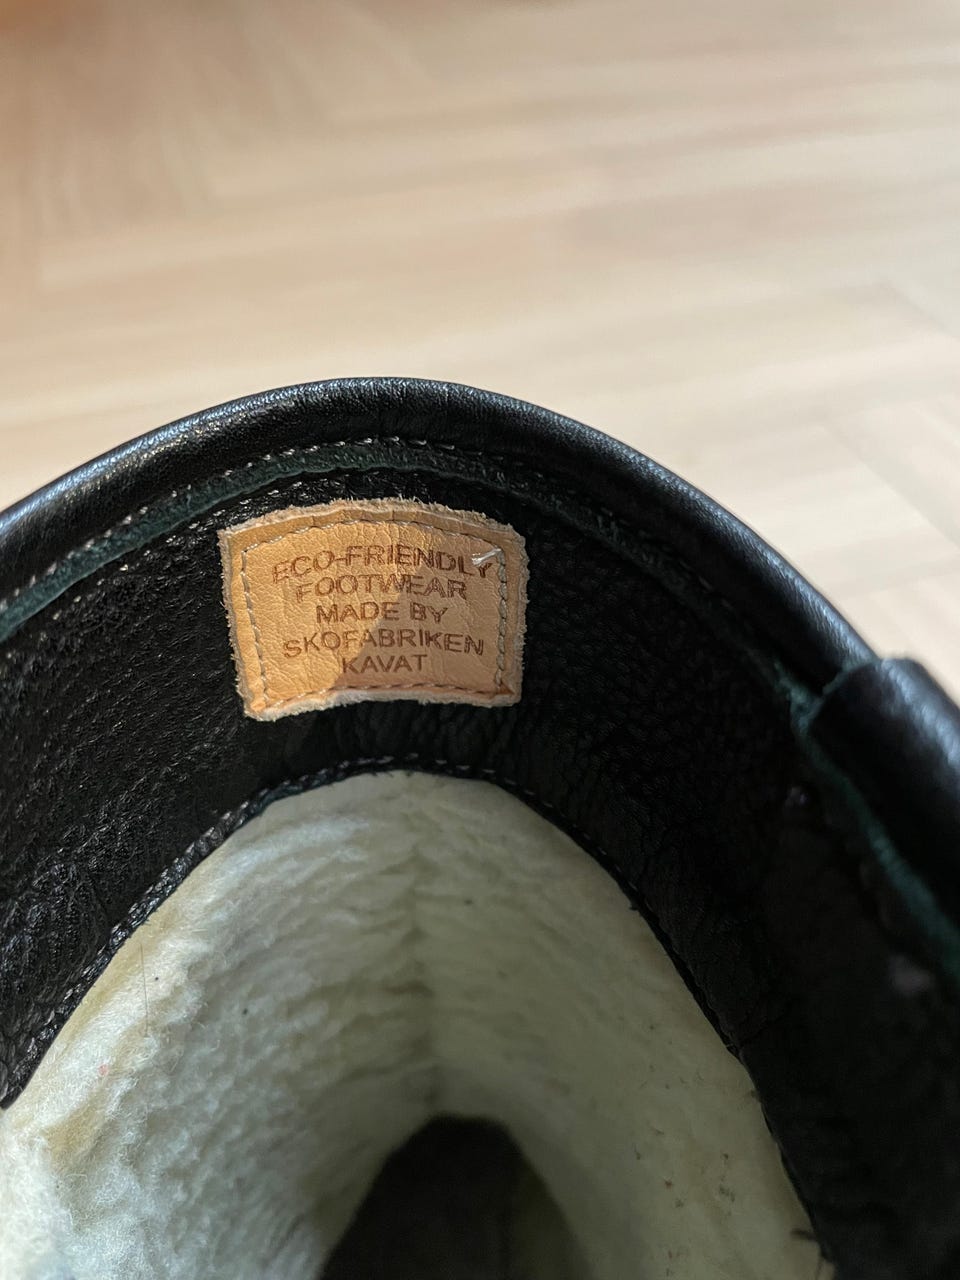 ECO-FRIENDLY
FOOTWEAR
MADE BY
SKOFABRIKEN
KAVAT